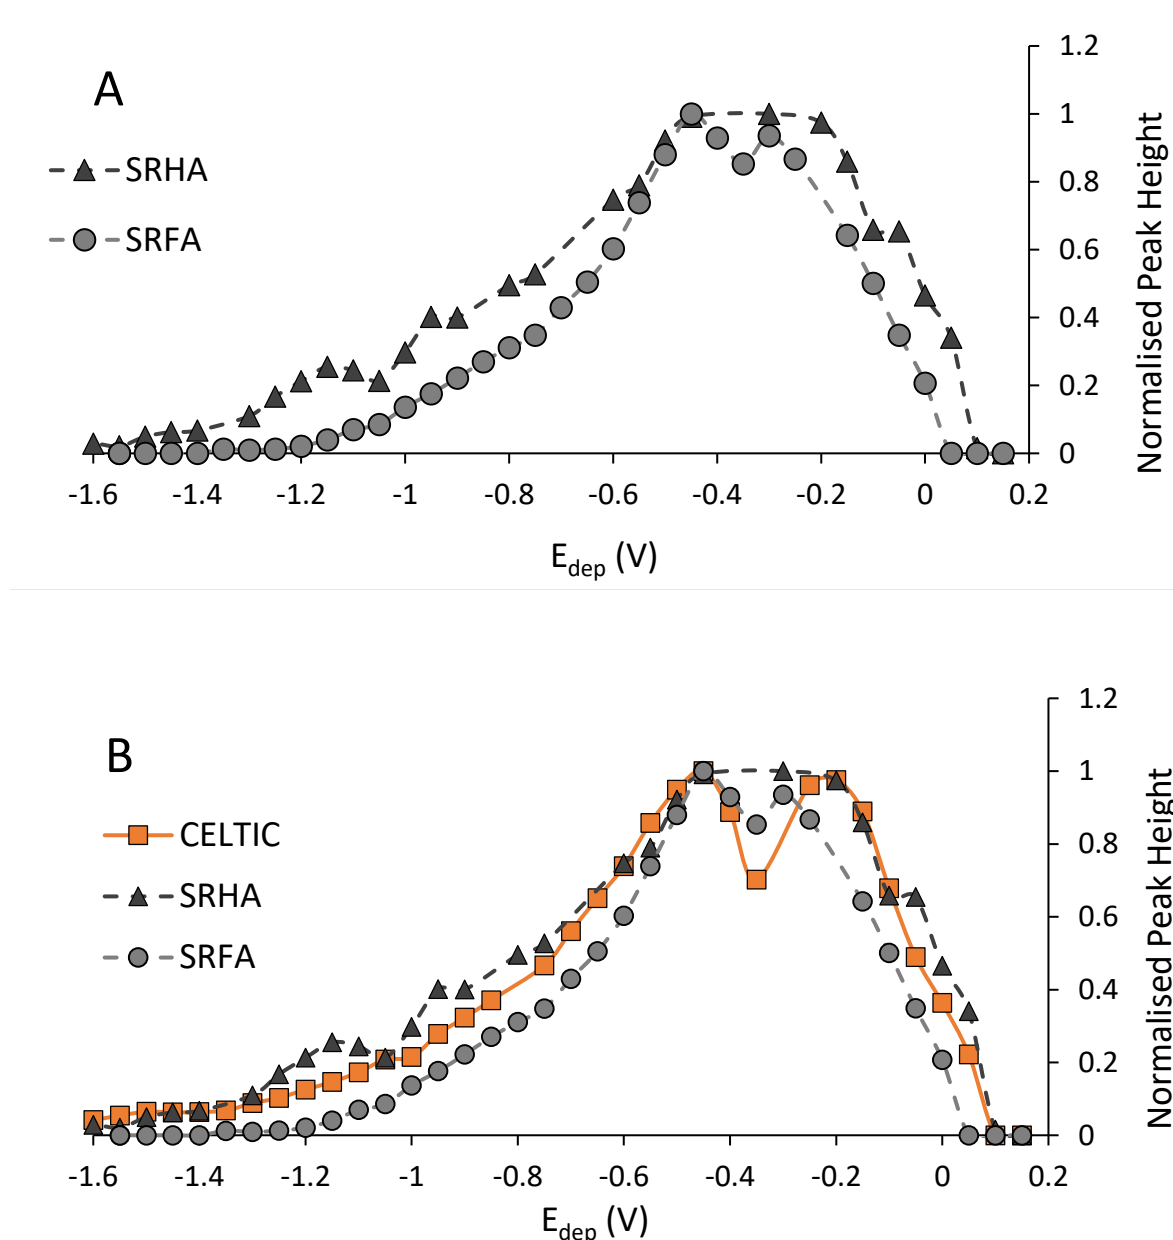 A
SRHA
SRFA
1.2
1
0.8
0.6
0.4
0.2
0
Normalised Peak Height
-1.6 -1.4 -1.2 -1 -0.8 -0.6 -0.4 -0.2 0 0.2
Edep (V)
B
CELTIC
SRHA
SRFA
1.2
1
0.8
0.6
0.4
0.2
0
Normalised Peak Height
-1.6 -1.4 -1.2 -1 -0.8 -0.6 -0.4 -0.2 0 0.2
Edep (V)